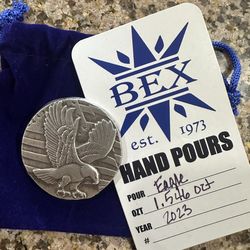 BEX
est. 1973
HAND POURS
POUR Eagle
OZT 1.546 ozt
YEAR 2023
#